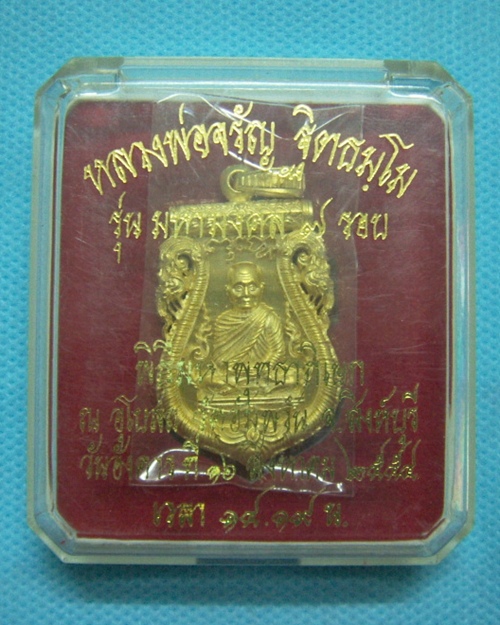 หลวงพ่อจรัญ ฐิตธมฺโม
รุ่น มหามงคล ๗ รอบ
พิธีมหาพุทธาภิเษก
ณ อุโบสถ วัดอัมพวัน จ.สิงห์บุรี
วันอังคาร ที่ ๑๖ สิงหาคม ๒๕๕๔
เวลา ๑๔.๑๙ น.